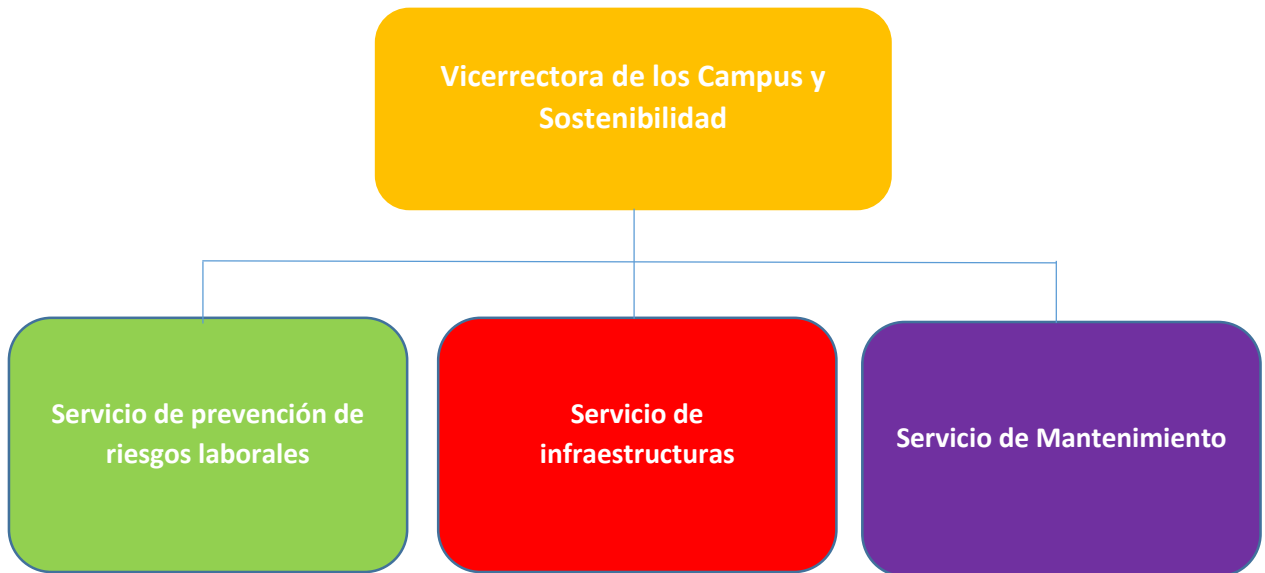 Vicerrectora de los Campus y
Sostenibilidad
Servicio de prevención de
riesgos laborales
Servicio de
infraestructuras
Servicio de Mantenimiento